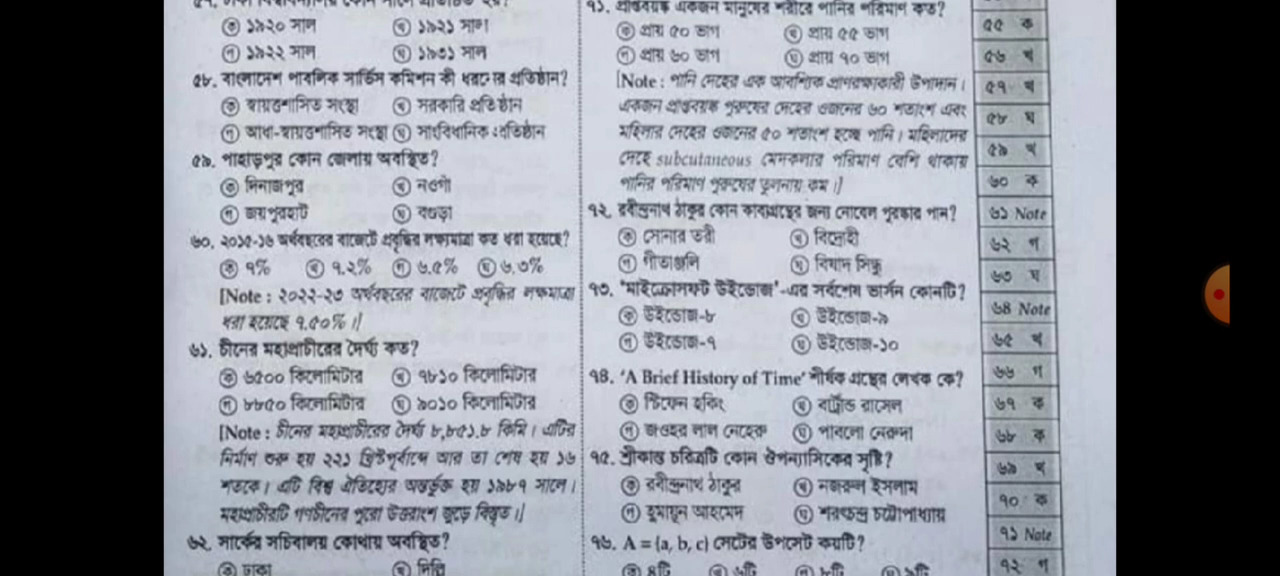 ৫৭. ঢাকা বিশ্ববিদ্যালয় কোন সালে প্রতিষ্ঠিত হয়?
ক ১৯২০ সাল খ ১৯২১ সাল
গ ১৯২২ সাল ঘ ১৯৩১ সাল
৫৮. বাংলাদেশ পাবলিক সার্ভিস কমিশন কী ধরনের প্রতিষ্ঠান?
ক স্বায়ত্তশাসিত সংস্থা খ সরকারি প্রতিষ্ঠান
গ আধা-স্বায়ত্তশাসিত সংস্থা ঘ সাংবিধানিক প্রতিষ্ঠান
৫৯. পাহাড়পুর কোন জেলায় অবস্থিত?
ক দিনাজপুর খ নওগাঁ
গ জয়পুরহাট ঘ বগুড়া
৬০. ২০১৫-১৬ অর্থবছরের বাজেটে প্রবৃদ্ধির লক্ষ্যমাত্রা কত ধরা হয়েছে?
ক ৭% খ ৭.২% গ ৬.৫% ঘ ৬.৩%
[Note : ২০২২-২৩ অর্থবছরের বাজেটে প্রবৃদ্ধির লক্ষ্যমাত্রা
ধরা হয়েছে ৭.৫০%।]
৬১. চীনের মহাপ্রাচীরের দৈর্ঘ্য কত?
ক ৬৫০০ কিলোমিটার খ ৭৮১০ কিলোমিটার
গ ৮৮৫০ কিলোমিটার ঘ ৯০১০ কিলোমিটার
[Note : চীনের মহাপ্রাচীরের দৈর্ঘ্য ৮,৮৫১.৮ কিমি। এটির
নির্মাণ শুরু হয় ২২১ খ্রিস্টপূর্বাব্দে আর তা শেষ হয় ১৬
শতকে। এটি বিশ্ব ঐতিহ্যের অন্তর্ভুক্ত হয় ১৯৮৭ সালে।
মহাপ্রাচীরটি গণচীনের পুরো উত্তরাংশ জুড়ে বিস্তৃত।]
৬২. সার্কের সচিবালয় কোথায় অবস্থিত?
ক ঢাকা খ দিল্লি
৭১. প্রাপ্তবয়স্ক একজন মানুষের শরীরে পানির পরিমাণ কত?
ক প্রায় ৫০ ভাগ খ প্রায় ৫৫ ভাগ
গ প্রায় ৬০ ভাগ ঘ প্রায় ৭০ ভাগ
[Note : পানি দেহের এক আবশ্যিক প্রাণরক্ষাকারী উপাদান।
একজন প্রাপ্তবয়স্ক পুরুষের দেহের ওজনের ৬০ শতাংশ এবং
মহিলার দেহের ওজনের ৫০ শতাংশ হচ্ছে পানি। মহিলাদের
দেহে subcutaneous মেদকলার পরিমাণ বেশি থাকায়
পানির পরিমাণ পুরুষের তুলনায় কম।]
৭২. রবীন্দ্রনাথ ঠাকুর কোন কাব্যগ্রন্থের জন্য নোবেল পুরস্কার পান?
ক সোনার তরী খ বিদ্রোহী
গ গীতাঞ্জলি ঘ বিষাদ সিন্ধু
৭৩. 'মাইক্রোসফট উইন্ডোজ'-এর সর্বশেষ ভার্সন কোনটি?
ক উইন্ডোজ-৮ খ উইন্ডোজ-৯
গ উইন্ডোজ-৭ ঘ উইন্ডোজ-১০
৭৪. 'A Brief History of Time' শীর্ষক গ্রন্থের লেখক কে?
ক স্টিফেন হকিং খ বার্ট্রান্ড রাসেল
গ জওহর লাল নেহেরু ঘ পাবলো নেরুদা
৭৫. শ্রীকান্ত চরিত্রটি কোন ঔপন্যাসিকের সৃষ্টি?
ক রবীন্দ্রনাথ ঠাকুর খ নজরুল ইসলাম
গ হুমায়ূন আহমেদ ঘ শরৎচন্দ্র চট্টোপাধ্যায়
৭৬. A = {a, b, c} সেটের উপসেট কয়টি?
ক ৪টি খ ৬টি গ ৮টি ঘ ৯টি
৫৫ ক
৫৬ খ
৫৭ খ
৫৮ ঘ
৫৯ খ
৬০ ক
৬১ Note
৬২ গ
৬৩ ঘ
৬৪ Note
৬৫ খ
৬৬ গ
৬৭ ক
৬৮ ক
৬৯ খ
৭০ ক
৭১ Note
৭২ গ